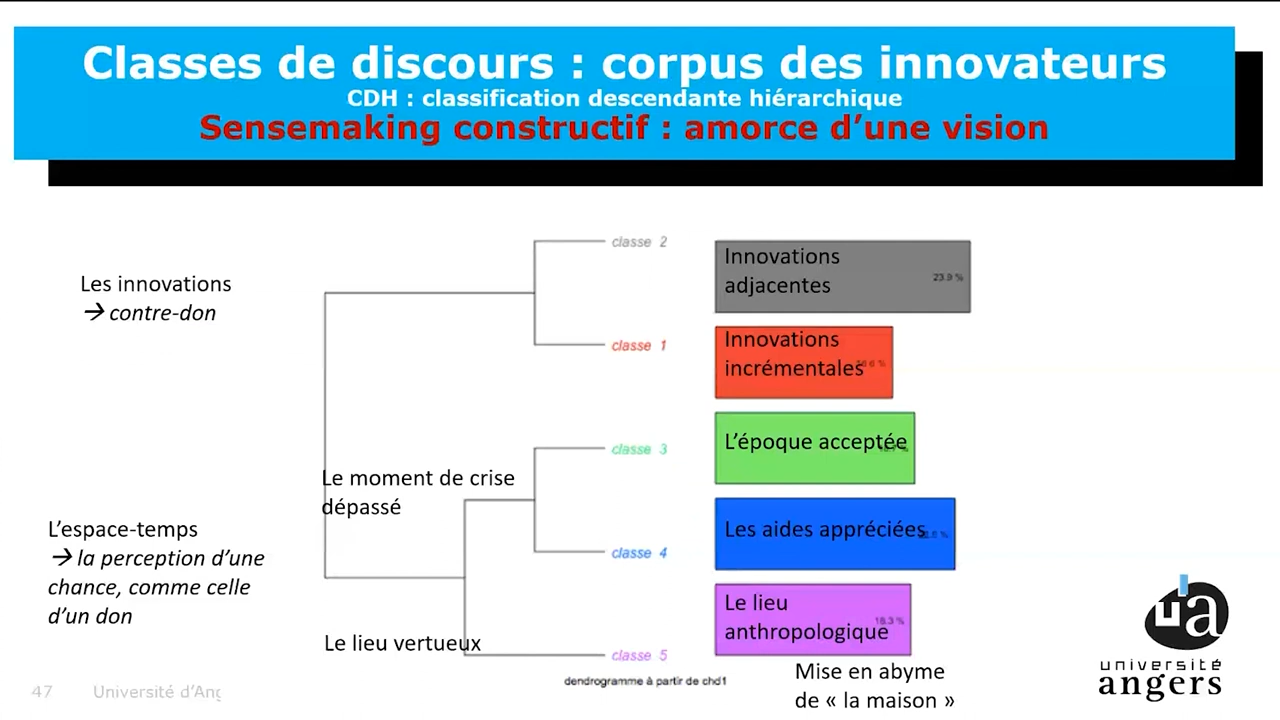 Classes de discours : corpus des innovateurs
CDH : classification descendante hiérarchique
Sensemaking constructif : amorce d’une vision
Les innovations
→ contre-don
classe 2
Innovations
adjacentes
23.9 %
classe 1
Innovations
incrémentales
Le moment de crise
dépassé
classe 3
L’époque acceptée
L’espace-temps
→ la perception d’une
chance, comme celle
d’un don
classe 4
Les aides appréciées
Le lieu vertueux
classe 5
Le lieu
anthropologique
18.3 %
dendrogramme à partir de chd1
Mise en abyme
de « la maison »
47
Université d’Ang
ua
université
angers